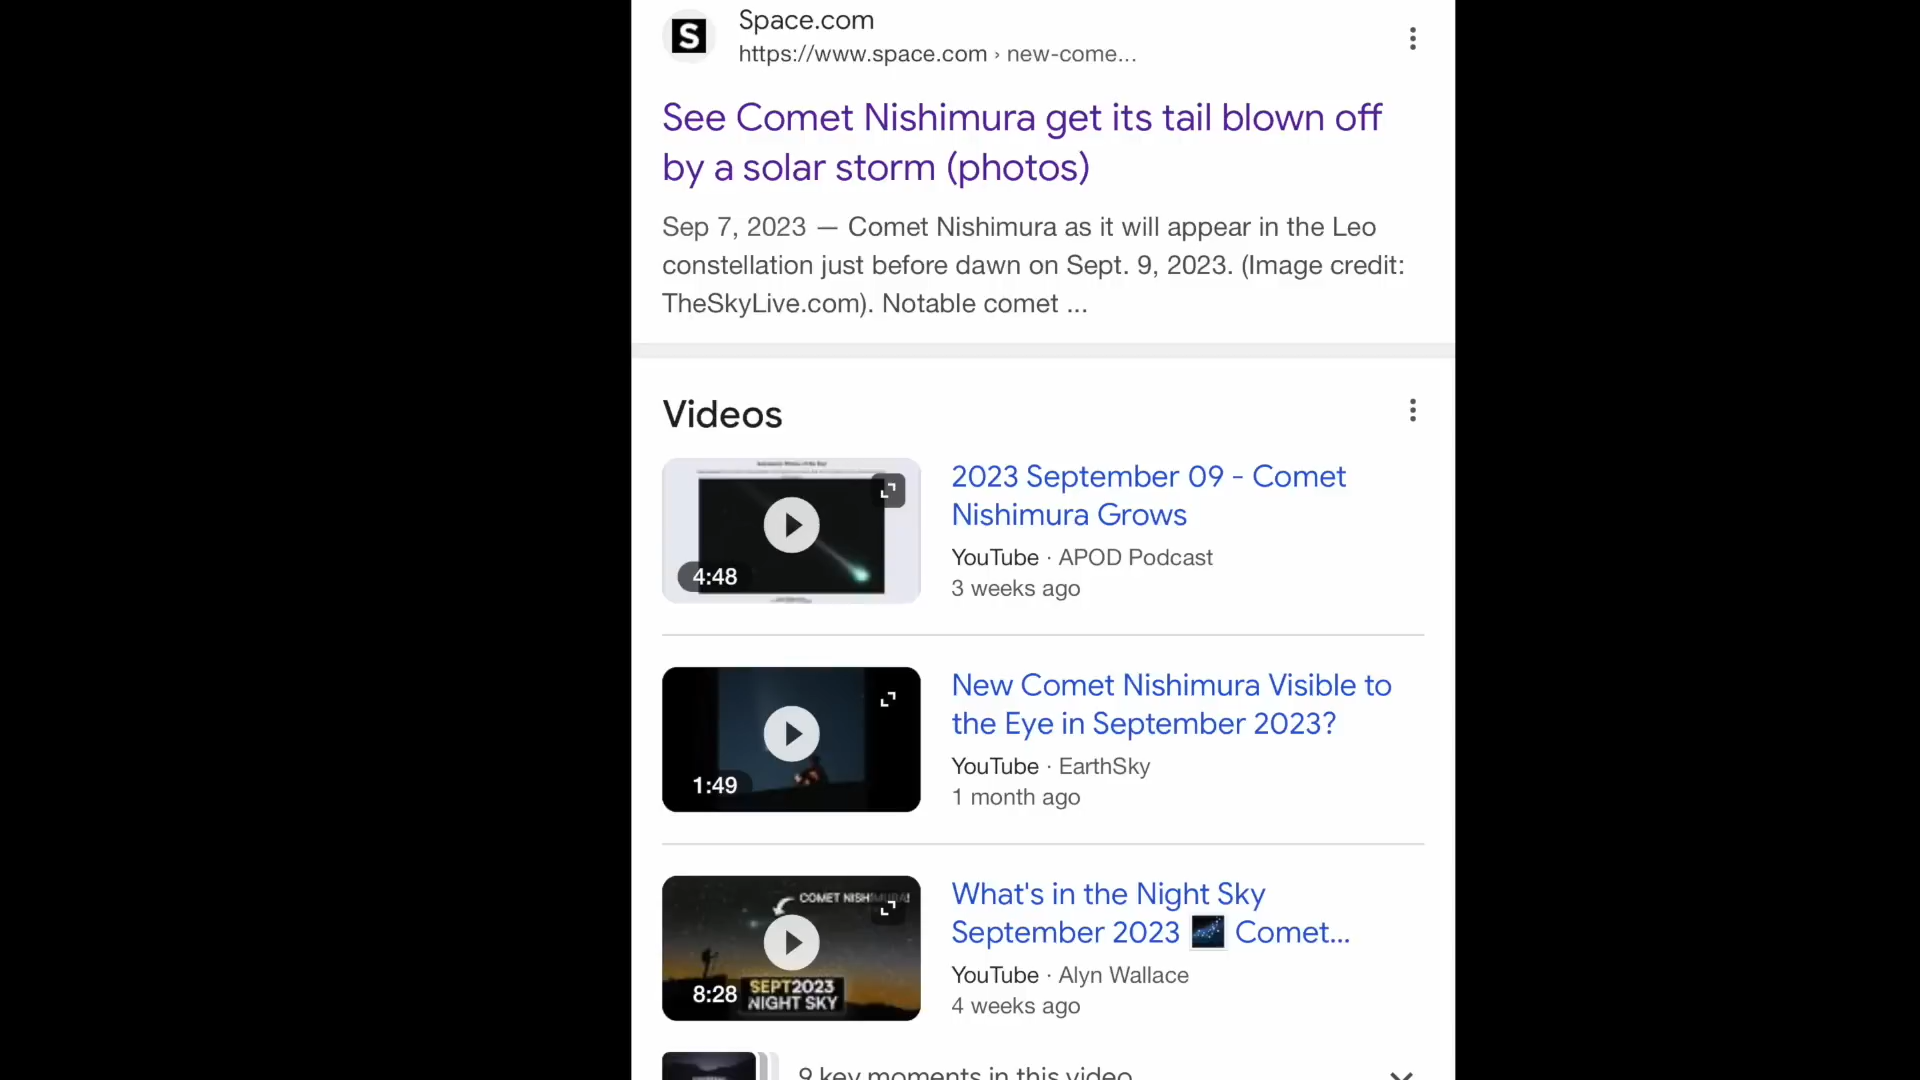 S
Space.com
https://www.space.com › new-come...
See Comet Nishimura get its tail blown off
by a solar storm (photos)
Sep 7, 2023 — Comet Nishimura as it will appear in the Leo
constellation just before dawn on Sept. 9, 2023. (Image credit:
TheSkyLive.com). Notable comet ...
Videos
4:48
2023 September 09 - Comet
Nishimura Grows
YouTube · APOD Podcast
3 weeks ago
1:49
New Comet Nishimura Visible to
the Eye in September 2023?
YouTube · EarthSky
1 month ago
COMET NISHIMURA!
8:28
SEPT2023
NIGHT SKY
What's in the Night Sky
September 2023 🌌 Comet...
YouTube · Alyn Wallace
4 weeks ago
9 key moments in this video